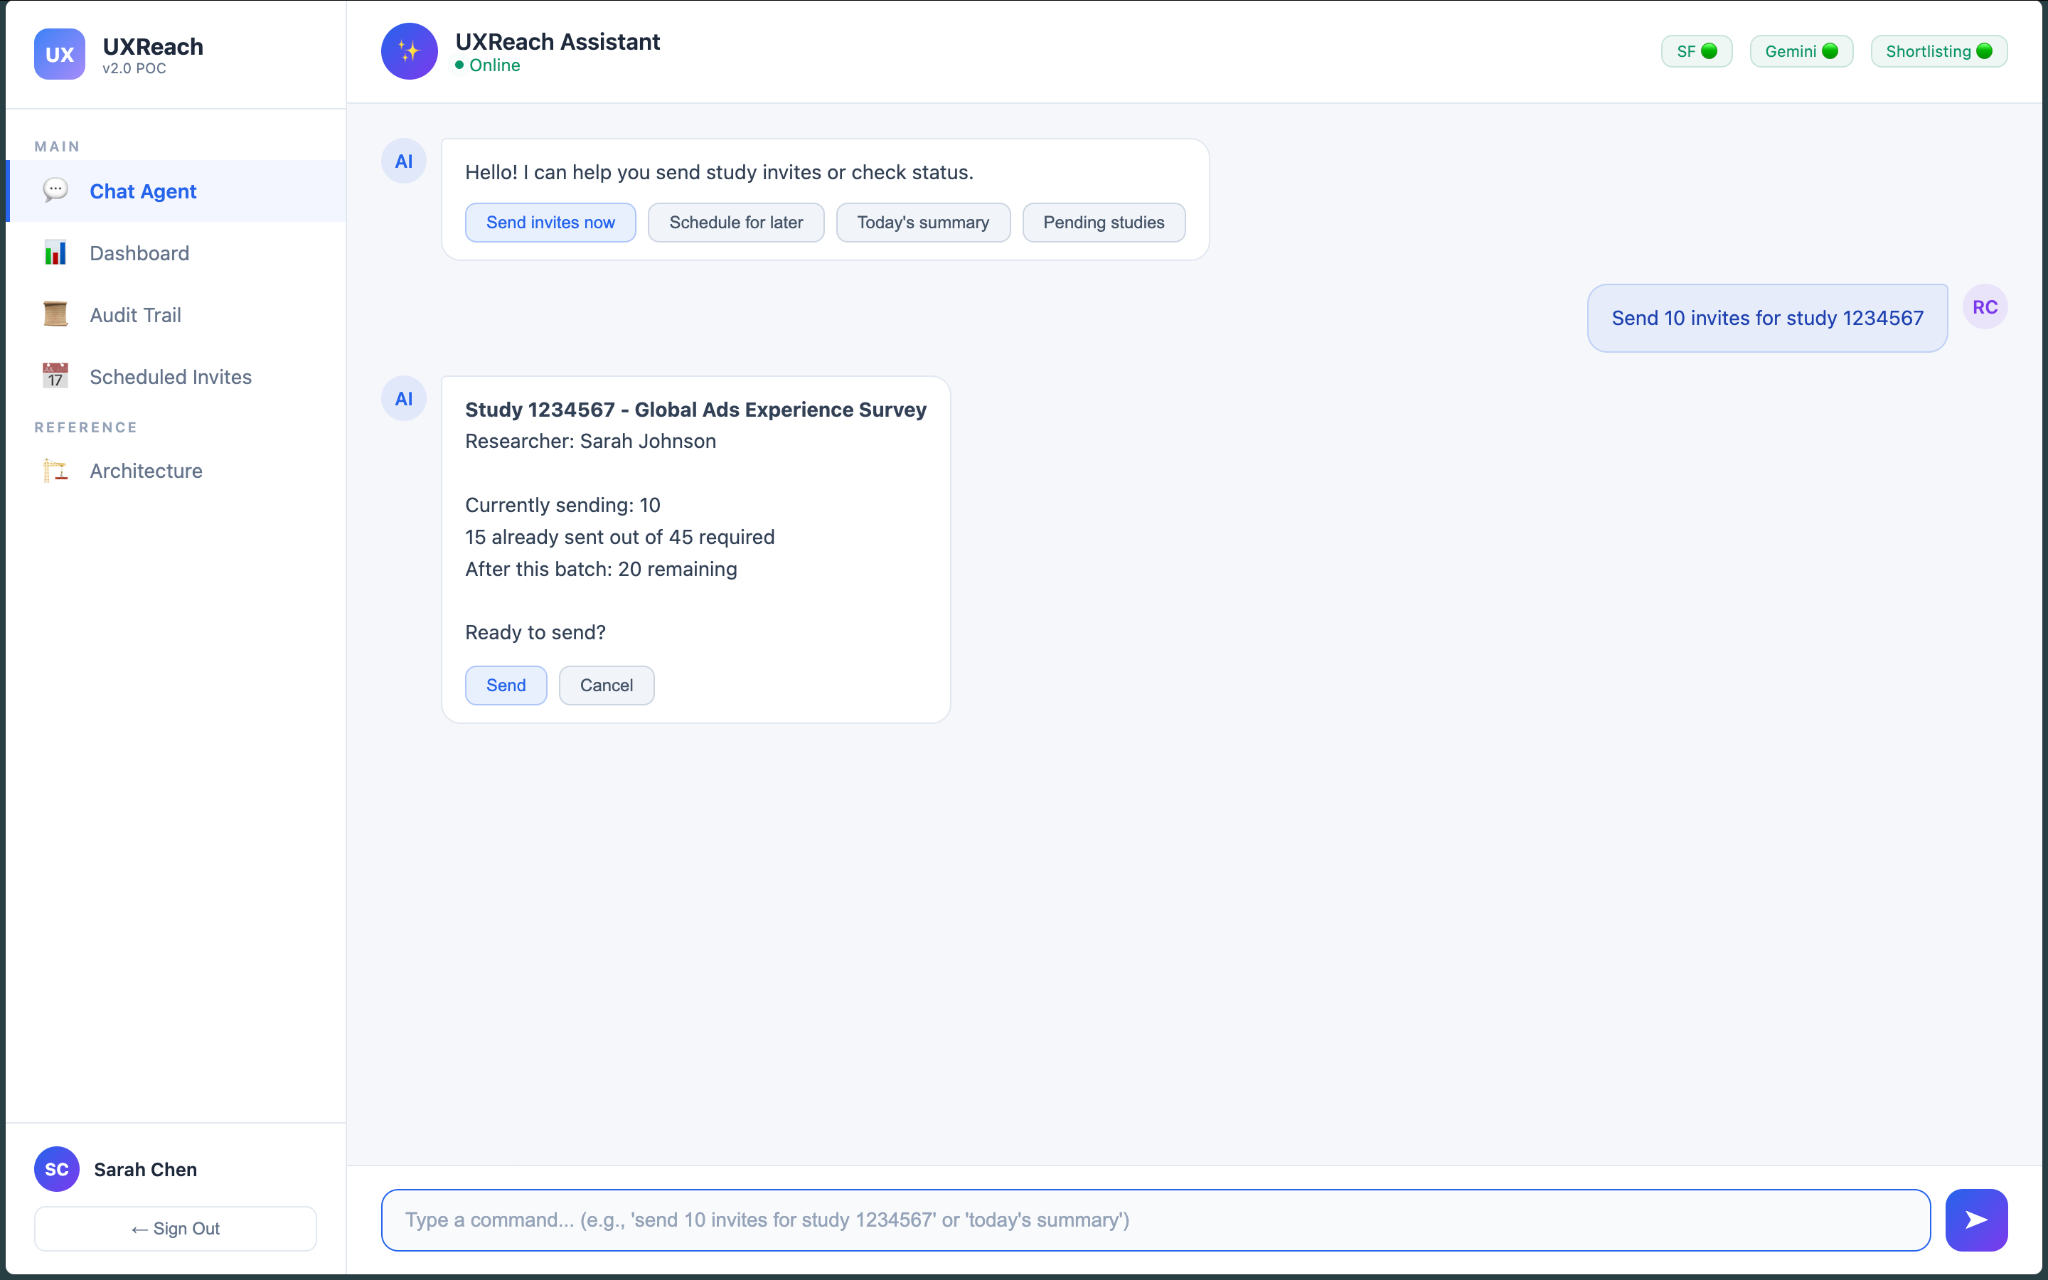 UX
UXReach
v2.0 POC
MAIN
Chat Agent
Dashboard
Audit Trail
17
Scheduled Invites
REFERENCE
Architecture
SC
Sarah Chen
← Sign Out
UXReach Assistant
Online
SF
Gemini
Shortlisting
AI
Hello! I can help you send study invites or check status.
Send invites now
Schedule for later
Today's summary
Pending studies
Send 10 invites for study 1234567
RC
AI
Study 1234567 - Global Ads Experience Survey
Researcher: Sarah Johnson
Currently sending: 10
15 already sent out of 45 required
After this batch: 20 remaining
Ready to send?
Send
Cancel
Type a command... (e.g., 'send 10 invites for study 1234567' or 'today's summary')